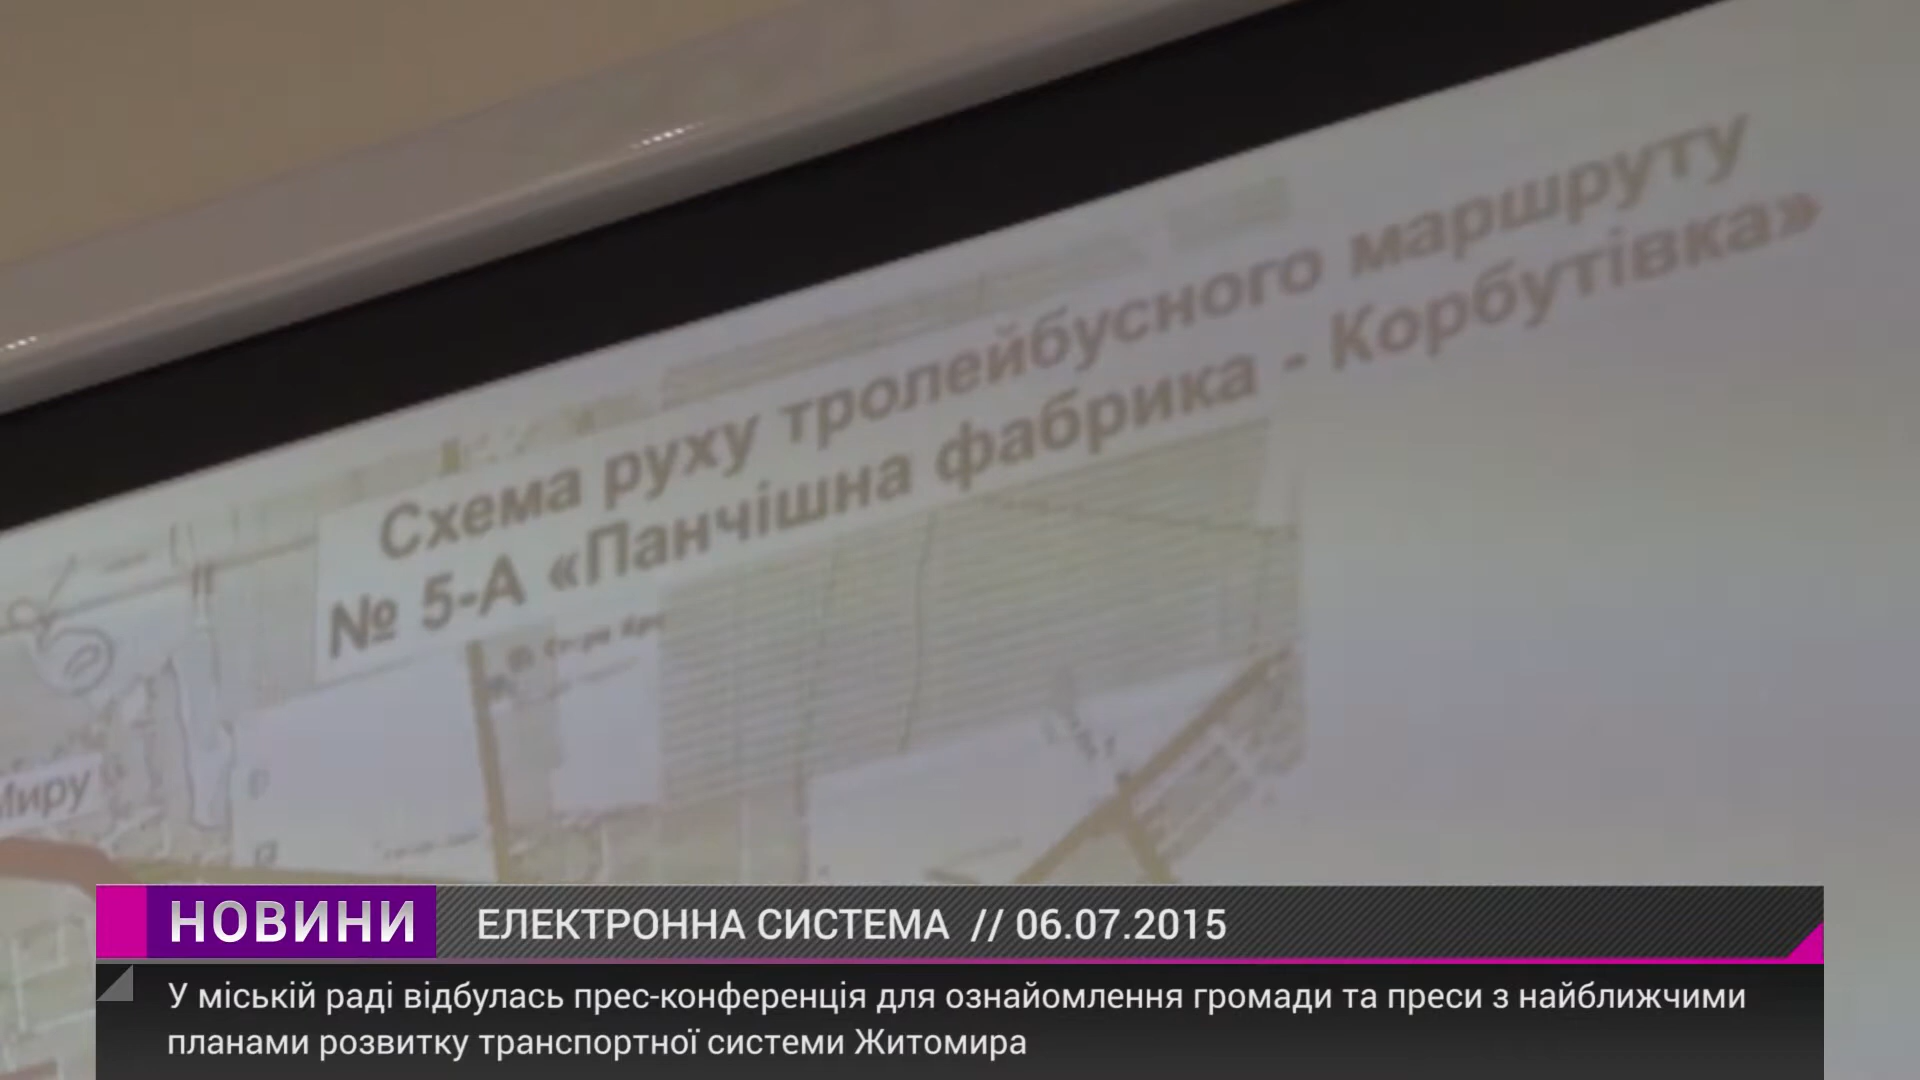 Схема руху тролейбусного маршруту
№ 5-А «Панчішна фабрика - Корбутівка»
Миру
НОВИНИ
ЕЛЕКТРОННА СИСТЕМА // 06.07.2015
У міській раді відбулась прес-конференція для ознайомлення громади та преси з найближчими
планами розвитку транспортної системи Житомира